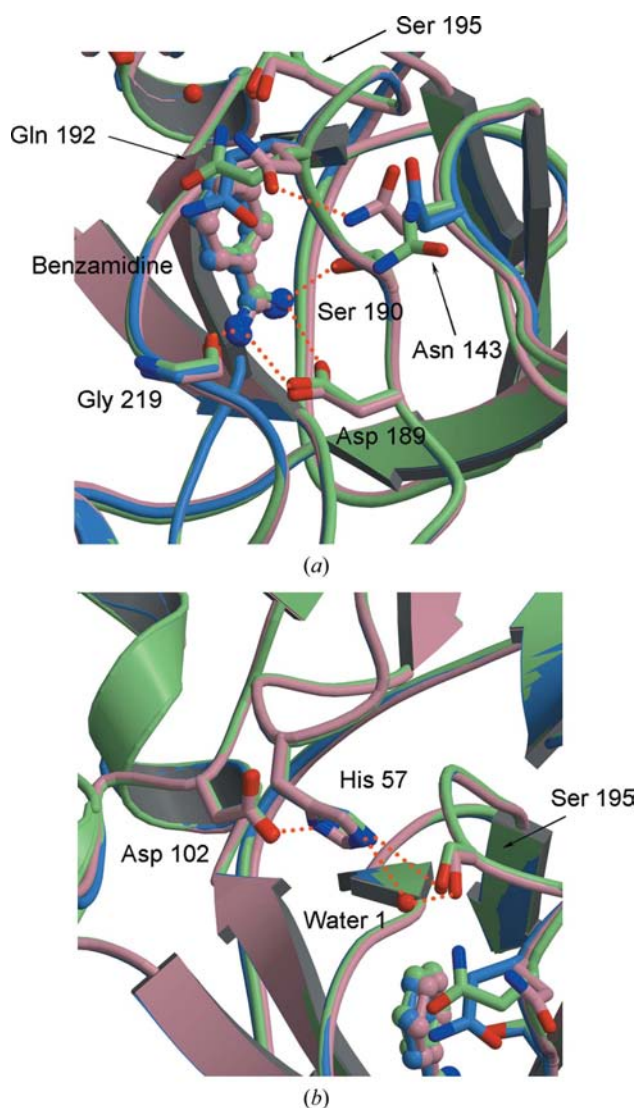 Ser 195
Gln 192
Benzamidine
Ser 190
Asn 143
Gly 219
Asp 189
(a)
His 57
Ser 195
Asp 102
Water 1
(b)